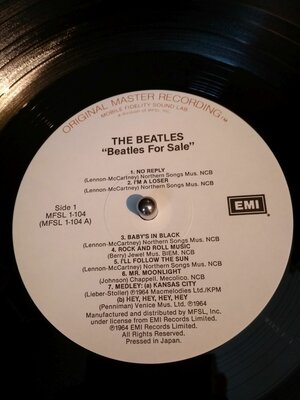 ORIGINAL MASTER RECORDING™
MOBILE FIDELITY SOUND LAB
A DIVISION OF MFSL, INC.
THE BEATLES
"Beatles For Sale"
1. NO REPLY
(Lennon-McCartney) Northern Songs Mus. NCB
2. I'M A LOSER
(Lennon-McCartney) Northern Songs Mus. NCB
Side 1
MFSL 1-104
(MFSL 1-104 A)
EMI
3. BABY'S IN BLACK
(Lennon-McCartney) Northern Songs Mus. NCB
4. ROCK AND ROLL MUSIC
(Berry) Jewel Mus. BIEM, NCB
5. I'LL FOLLOW THE SUN
(Lennon-McCartney) Northern Songs Mus. NCB
6. MR. MOONLIGHT
(Johnson) Chappell. Mecolico. NCB
7. MEDLEY: (a) KANSAS CITY
(Lieber-Stoller) ℗1964 Macmelodies Ltd./KPM
(b) HEY, HEY, HEY, HEY
(Penniman) Venice Mus. Ltd. ℗1964
Manufactured and distributed by MFSL, Inc.
under license from EMI Records Limited.
℗1964 EMI Records Limited.
All Rights Reserved.
Pressed in Japan.